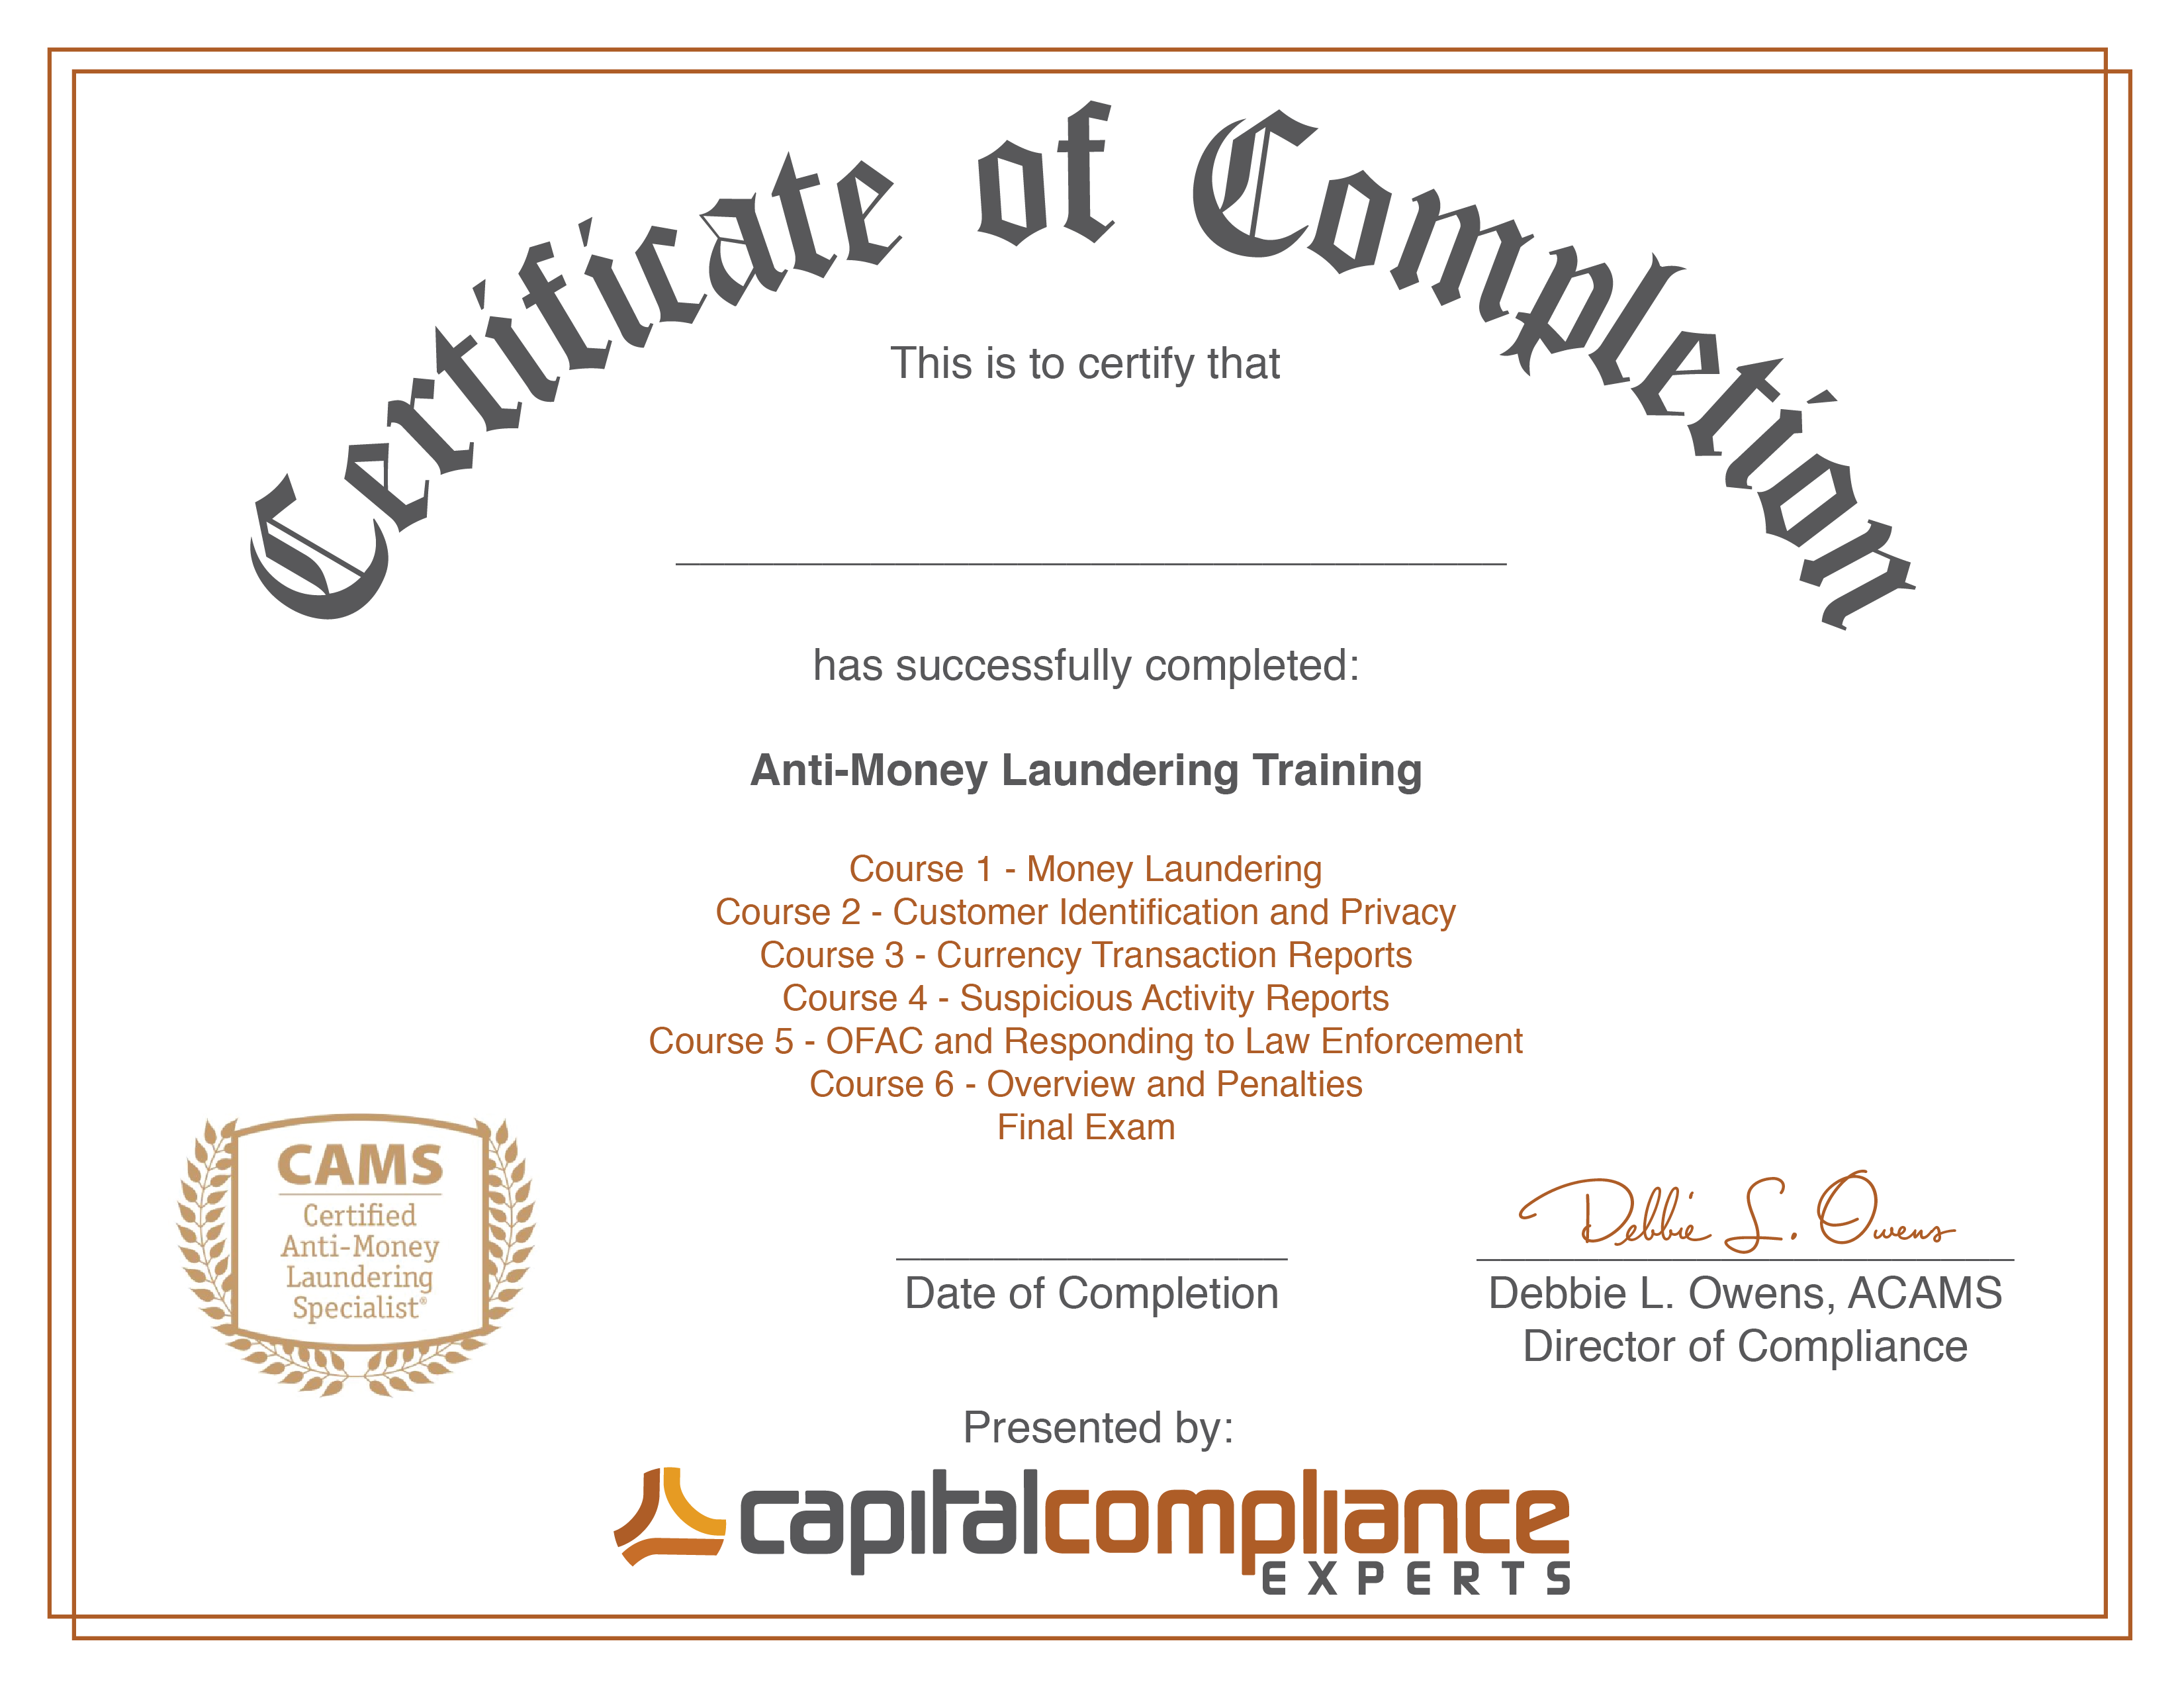 Certificate of Completion
This is to certify that
has successfully completed:
Anti-Money Laundering Training
Course 1 - Money Laundering
Course 2 - Customer Identification and Privacy
Course 3 - Currency Transaction Reports
Course 4 - Suspicious Activity Reports
Course 5 - OFAC and Responding to Law Enforcement
Course 6 - Overview and Penalties
Final Exam
CAMS
Certified
Anti-Money
Laundering
Specialist®
Date of Completion
Debbie L. Owens
Debbie L. Owens, ACAMS
Director of Compliance
Presented by:
capitalcompliance
EXPERTS